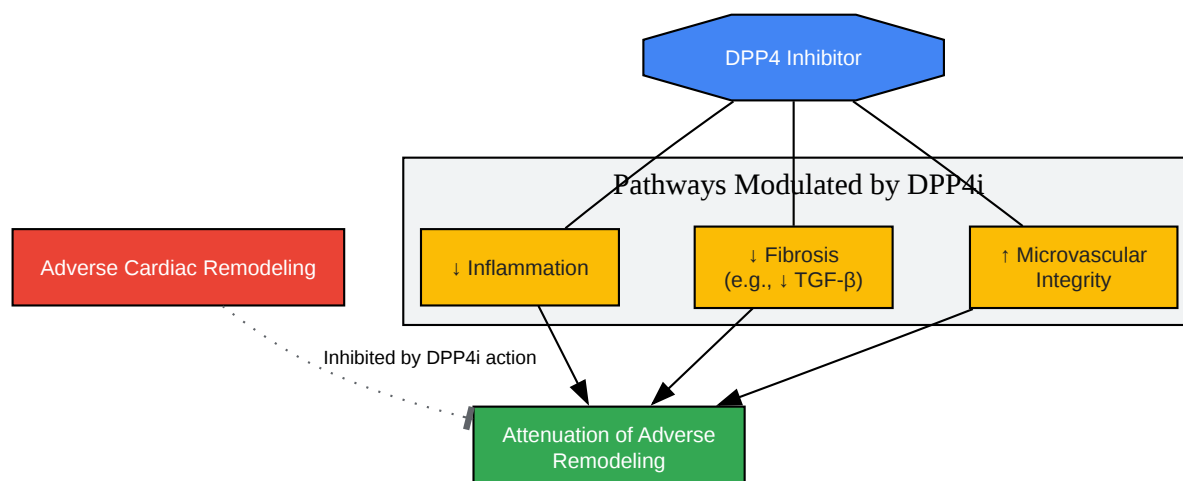 DPP4 Inhibitor
Pathways Modulated by DPP4i
Adverse Cardiac Remodeling
↓ Inflammation
↓ Fibrosis
(e.g., ↓ TGF-β)
↑ Microvascular
Integrity
Inhibited by DPP4i action
Attenuation of Adverse
Remodeling